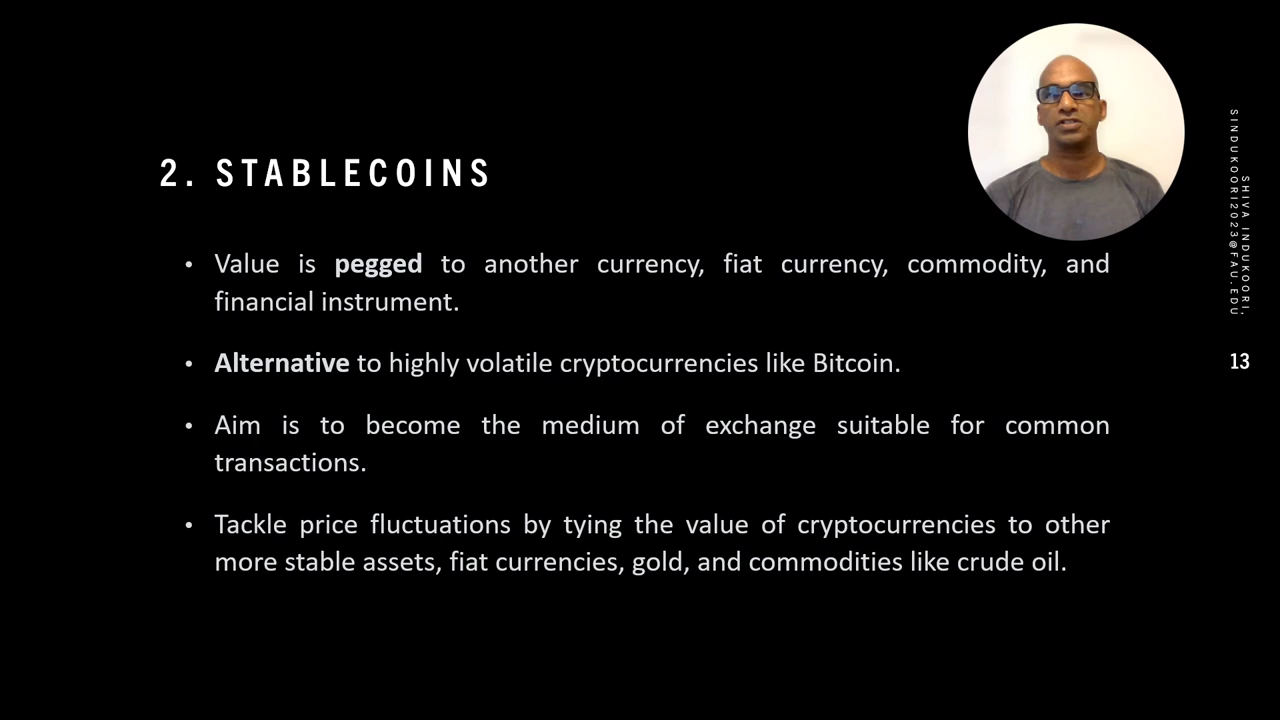 2. STABLECOINS
• Value is pegged to another currency, fiat currency, commodity, and
financial instrument.
• Alternative to highly volatile cryptocurrencies like Bitcoin.
• Aim is to become the medium of exchange suitable for common
transactions.
• Tackle price fluctuations by tying the value of cryptocurrencies to other
more stable assets, fiat currencies, gold, and commodities like crude oil.
SHIVA INDUKOORI,
SINDUKOORI2023@FAU.EDU
13